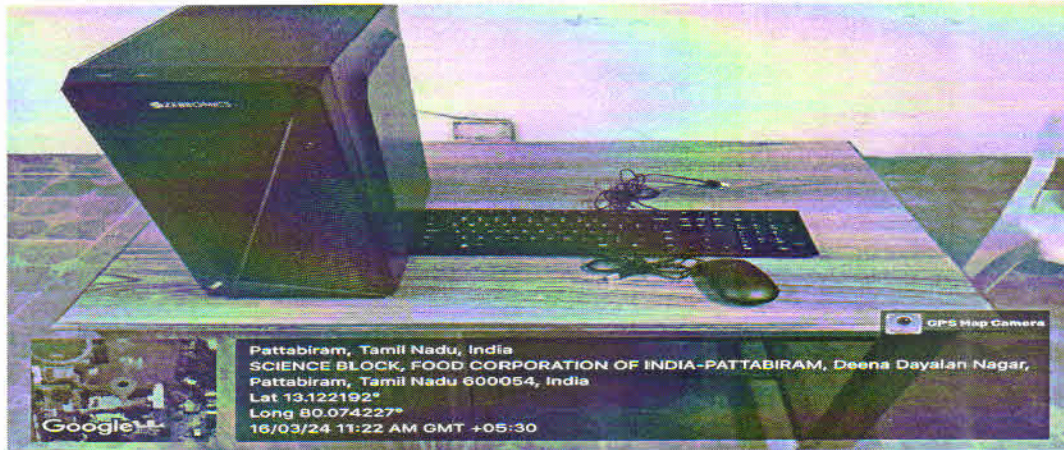 ZEBRONICS
GPS Map Camera
Pattabiram, Tamil Nadu, India
SCIENCE BLOCK, FOOD CORPORATION OF INDIA-PATTABIRAM, Deena Dayalan Nagar,
Pattabiram, Tamil Nadu 600054, India
Lat 13.122192°
Long 80.074227°
16/03/24 11:22 AM GMT +05:30
Google